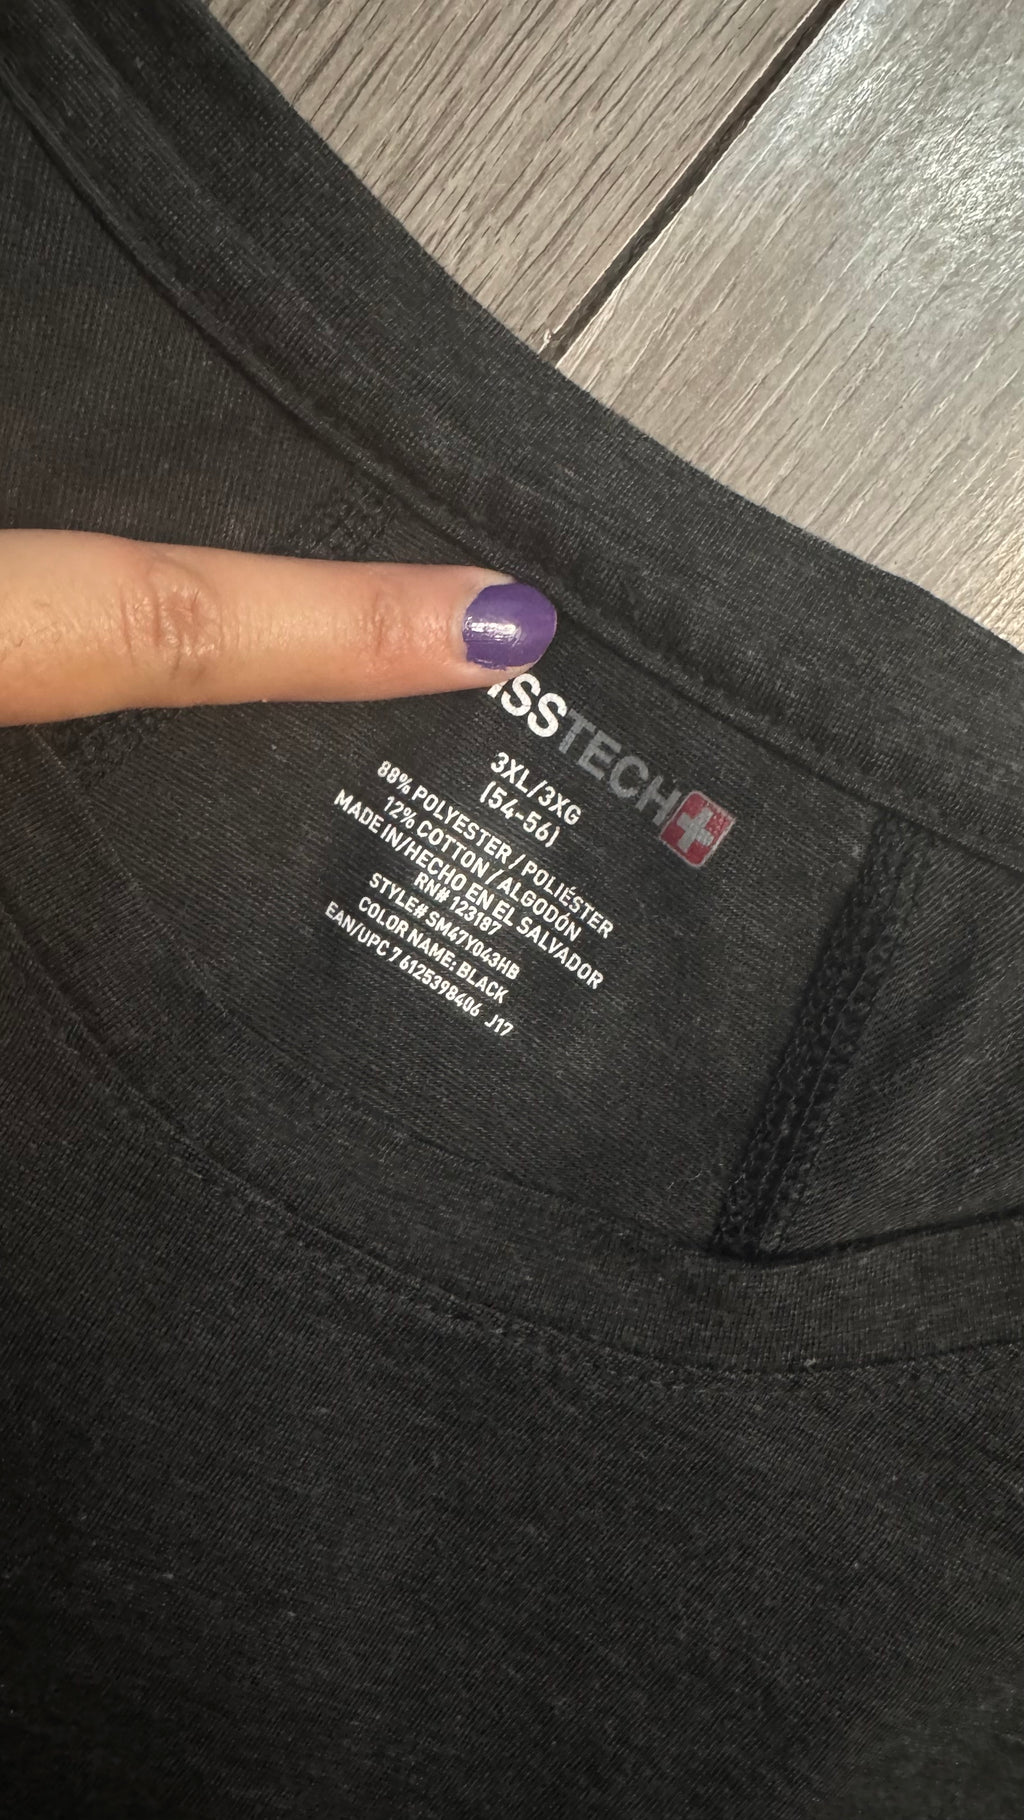 ISSTECH
3XL/3XG
(54-56)
88% POLYESTER / POLIÉSTER
12% COTTON / ALGODÓN
MADE IN/HECHO EN EL SALVADOR
RN# 123187
STYLE# SM47Y043HB
COLOR NAME: BLACK
EAN/UPC 7 6125398406 J17